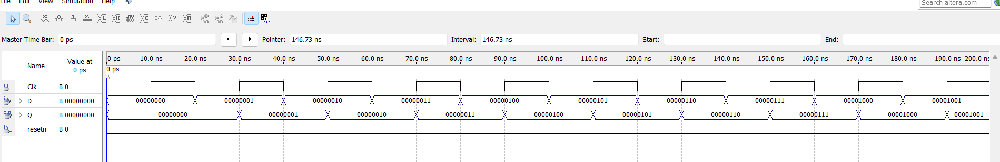 File Edit View Simulation Help
Search altera.com
Master Time Bar: 0 ps Pointer: 146.73 ns Interval: 146.73 ns Start: End:
Name Value at 0 ps
0 ps 10.0 ns 20.0 ns 30.0 ns 40.0 ns 50.0 ns 60.0 ns 70.0 ns 80.0 ns 90.0 ns 100.0 ns 110.0 ns 120.0 ns 130.0 ns 140.0 ns 150.0 ns 160.0 ns 170.0 ns 180.0 ns 190.0 ns 200.0 ns
0 ps
in Clk B 0
in D B 00000000 00000000 00000001 00000010 00000011 00000100 00000101 00000110 00000111 00001000 00001001
out Q B 00000000 00000000 00000001 00000010 00000011 00000100 00000101 00000110 00000111 00001000 00001001
in resetn B 0